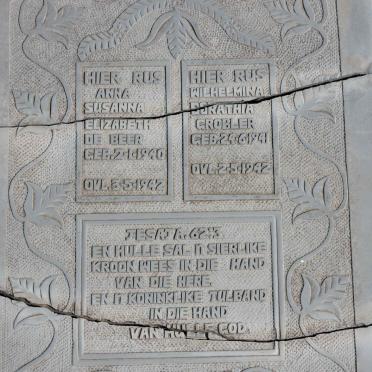 HIER RUS
ANNA
SUSANNA
ELIZABETH
DE BEER
GEB.2-1-1940
OVL.3-5-1942
HIER RUS
WILHELMINA
DORATHIA
GROBLER
GEB.24-6-1941
OVL.2-5-1942
JESAJA.62-3.
EN HULLE SAL 'N SIERLIKE
KROON WEES IN DIE HAND
VAN DIE HERE.
EN 'N KONINKLIKE TULBAND
IN DIE HAND
VAN HULLE GOD.